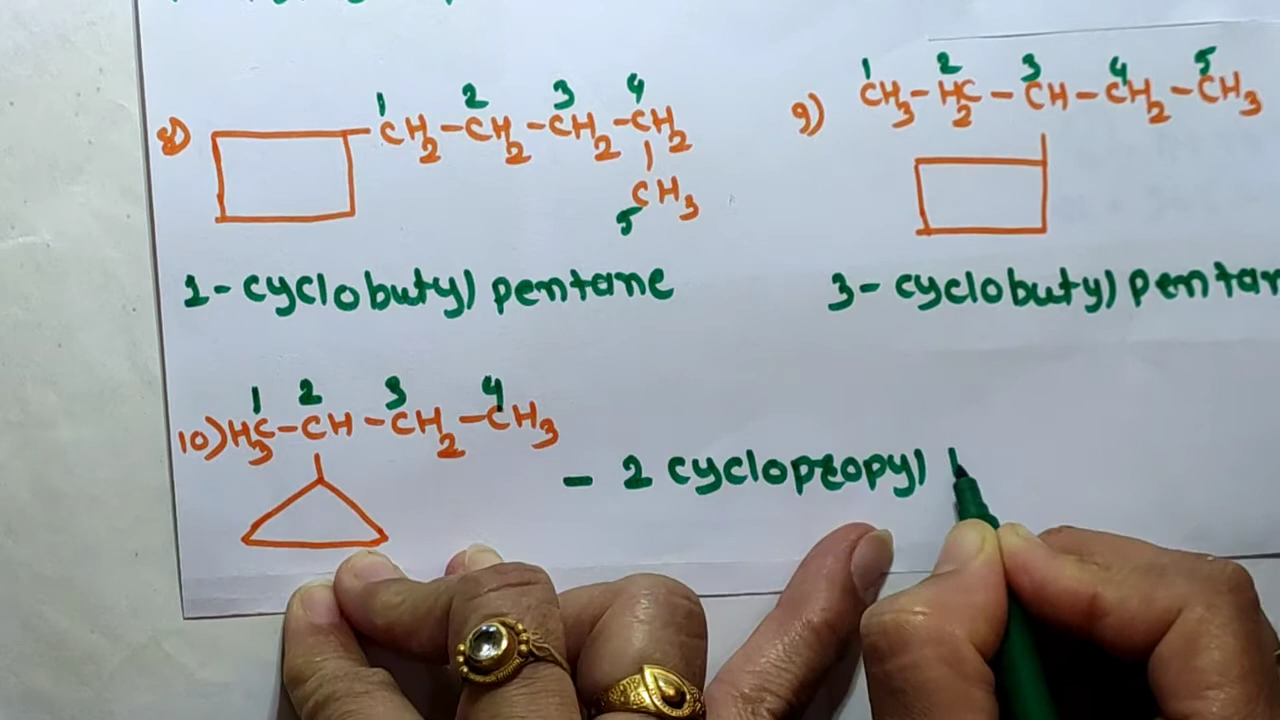 1 2 3 4
8) CH2-CH2-CH2-CH2
CH3
5
1-cyclobutyl pentane
1 2 3 4 5
9) CH3-H2C-CH-CH2-CH3
3-cyclobutyl pentan
1 2 3 4
10) H3C-CH-CH2-CH3
- 2 cyclopropyl